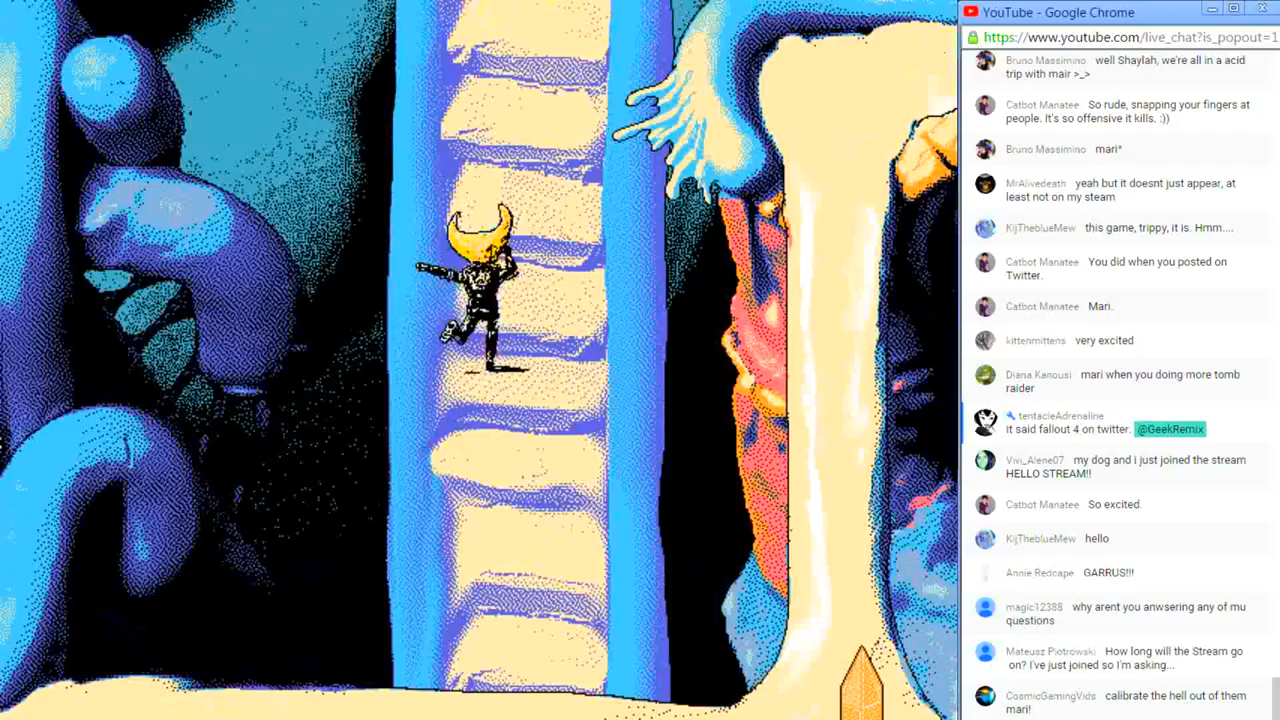 YouTube - Google Chrome
https://www.youtube.com/live_chat?is_popout=1
Bruno Massimino well Shaylah, we're all in a acid
trip with mair >_>
Catbot Manatee So rude, snapping your fingers at
people. It's so offensive it kills. :))
Bruno Massimino mari*
MrAlivedeath yeah but it doesnt just appear, at
least not on my steam
KijTheblueMew this game, trippy, it is. Hmm....
Catbot Manatee You did when you posted on
Twitter.
Catbot Manatee Mari.
kittenmittens very excited
Diana Kanousi mari when you doing more tomb
raider
tentacleAdrenaline
it said fallout 4 on twitter. @GeekRemix
Vivi_Alene07 my dog and i just joined the stream
HELLO STREAM!!
Catbot Manatee So excited.
KijTheblueMew hello
Annie Redcape GARRUS!!!
magic12388 why arent you anwsering any of mu
questions
Mateusz Piotrowski How long will the Stream go
on? I've just joined so I'm asking...
CosmicGamingVids calibrate the hell out of them
mari!